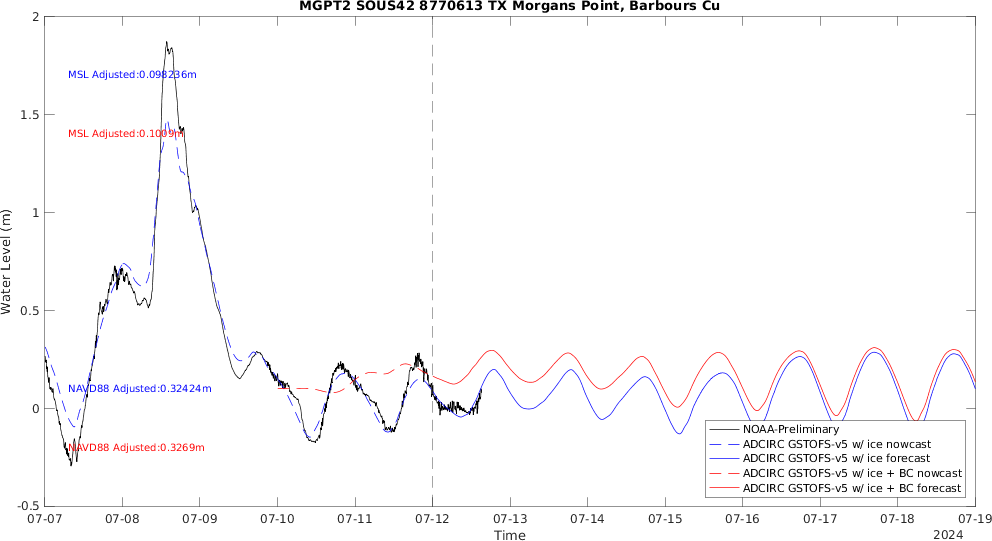 MGPT2 SOUS42 8770613 TX Morgans Point, Barbours Cu
2
1.5
1
0.5
0
-0.5
Water Level (m)
MSL Adjusted:0.098236m
MSL Adjusted:0.1009m
NAVD88 Adjusted:0.32424m
NAVD88 Adjusted:0.3269m
NOAA-Preliminary
ADCIRC GSTOFS-v5 w/ ice nowcast
ADCIRC GSTOFS-v5 w/ ice forecast
ADCIRC GSTOFS-v5 w/ ice + BC nowcast
ADCIRC GSTOFS-v5 w/ ice + BC forecast
07-07 07-08 07-09 07-10 07-11 07-12 07-13 07-14 07-15 07-16 07-17 07-18 07-19
Time
2024